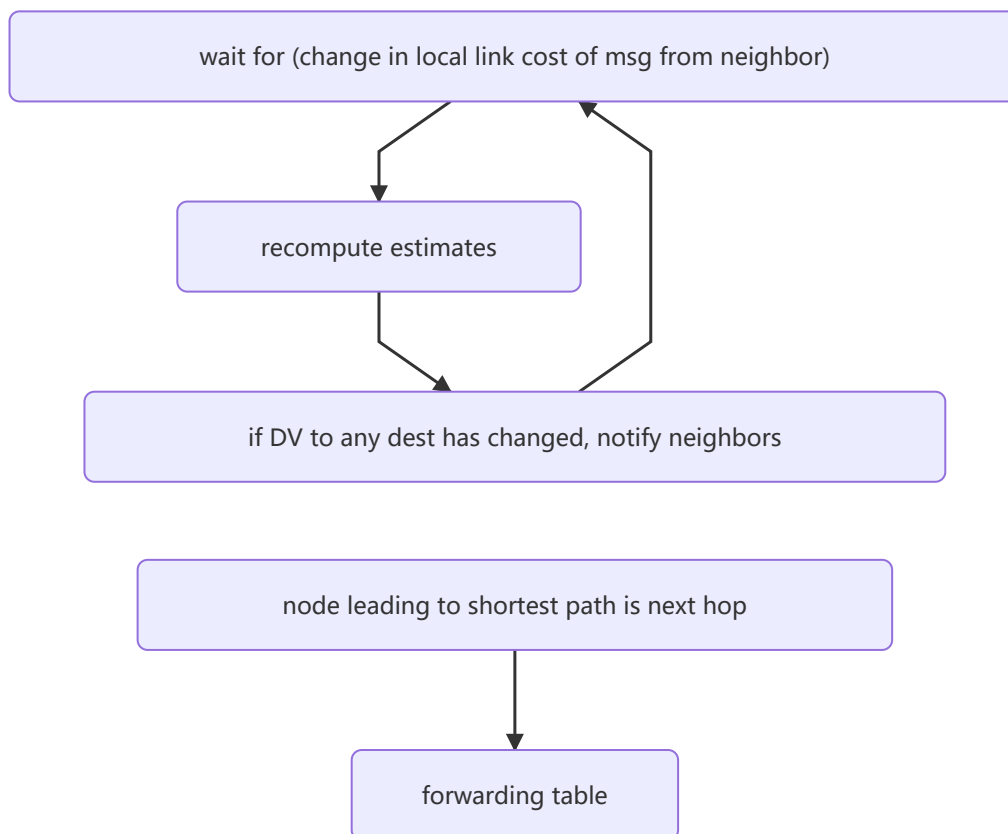 wait for (change in local link cost of msg from neighbor)
recompute estimates
if DV to any dest has changed, notify neighbors
node leading to shortest path is next hop
forwarding table